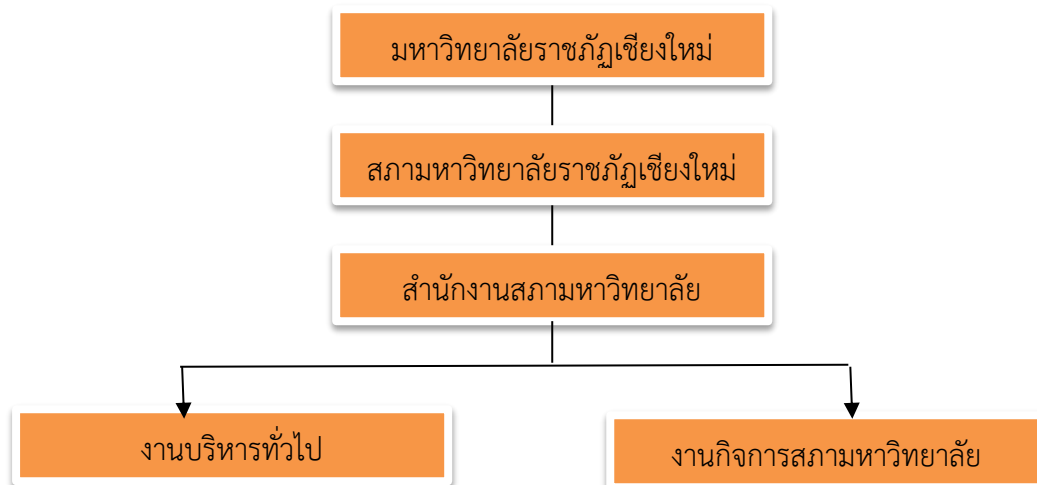 มหาวิทยาลัยราชภัฏเชียงใหม่
สภามหาวิทยาลัยราชภัฏเชียงใหม่
สำนักงานสภามหาวิทยาลัย
งานบริหารทั่วไป
งานกิจการสภามหาวิทยาลัย